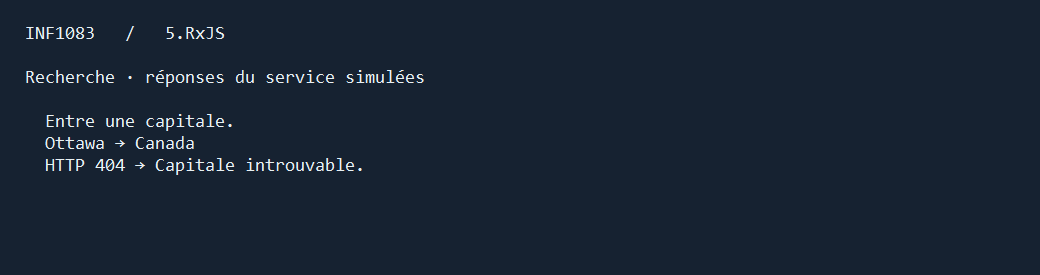 INF1083 / 5.RxJS
Recherche · réponses du service simulées
Entre une capitale.
Ottawa → Canada
HTTP 404 → Capitale introuvable.